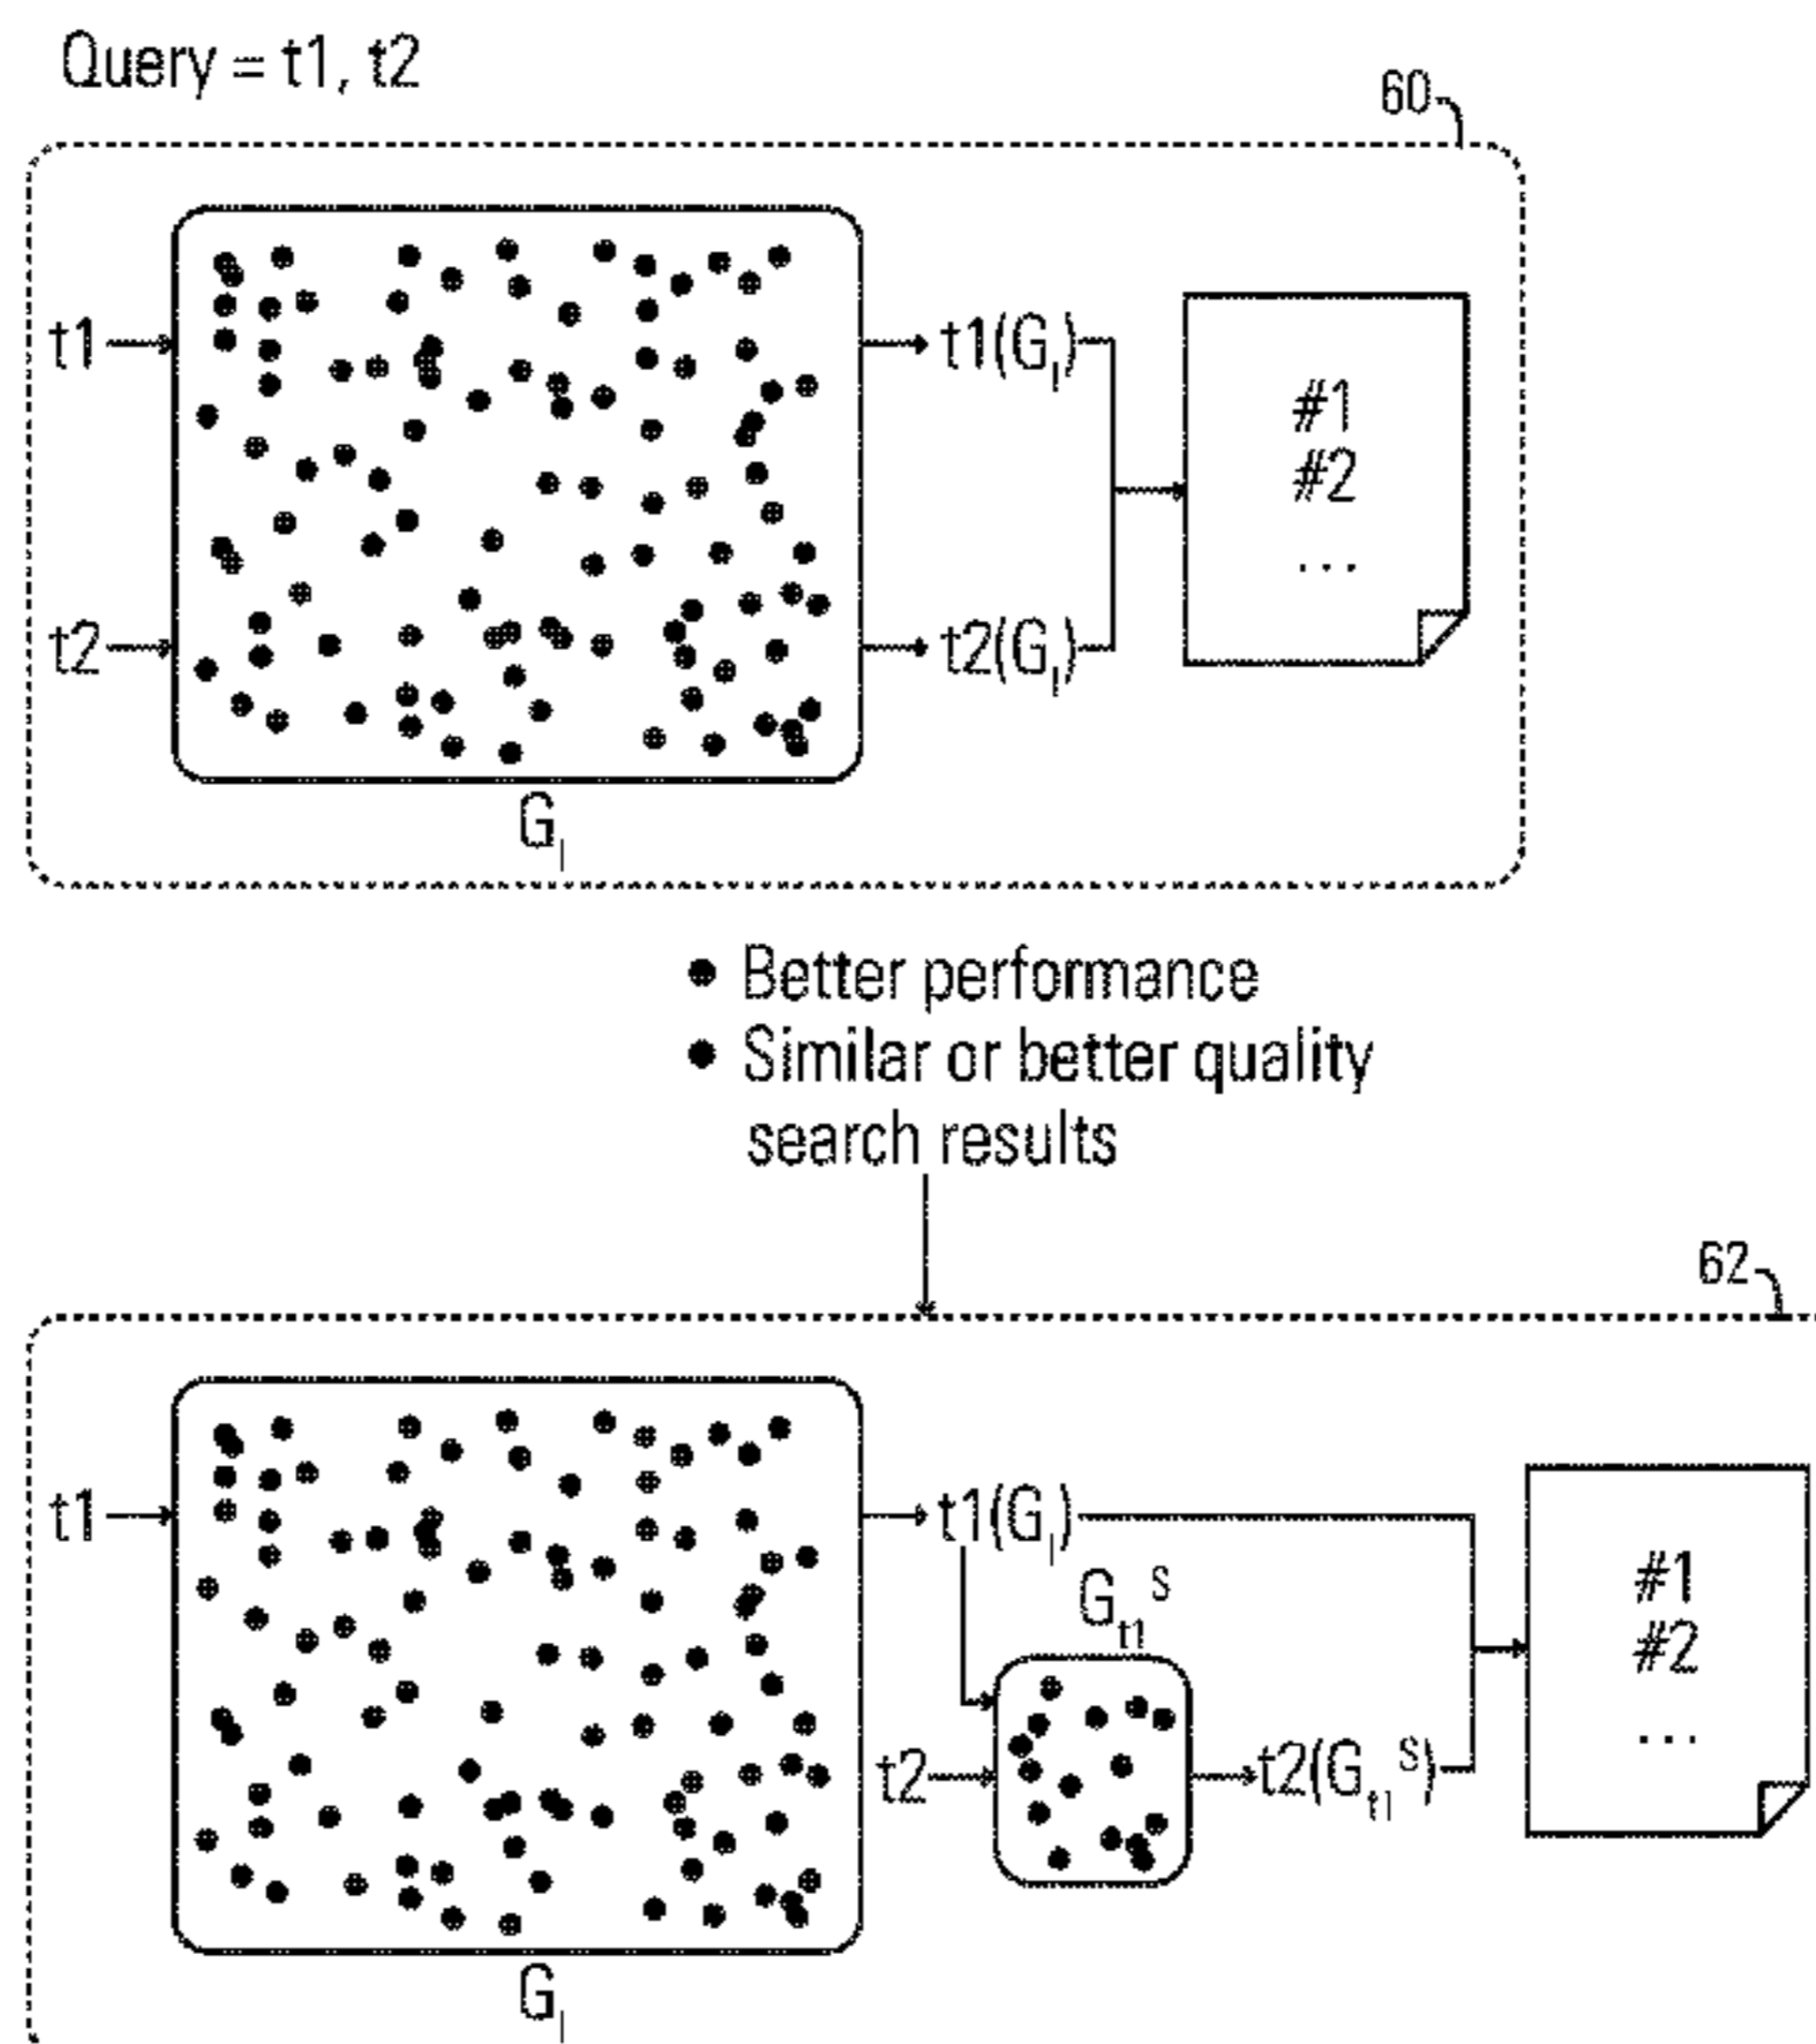 Query = t1, t2
60
t1
t1(G_I)
#1
#2
...
t2
t2(G_I)
G_I
• Better performance
• Similar or better quality
search results
62
t1
t1(G_I)
G_t1^S
#1
#2
...
t2
t2(G_t1^S)
G_I